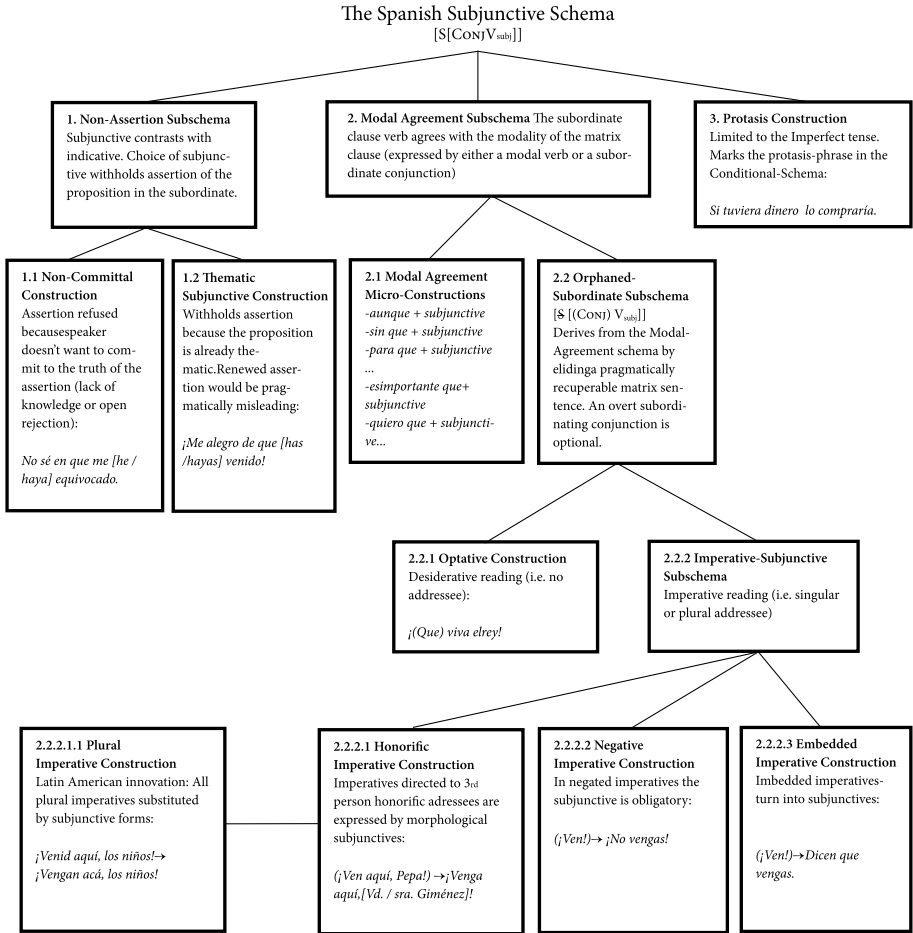 The Spanish Subjunctive Schema
[S[CONJVsubj]]
1. Non-Assertion Subschema
Subjunctive contrasts with
indicative. Choice of subjunc-
tive withholds assertion of the
proposition in the subordinate.
2. Modal Agreement Subschema The subordinate
clause verb agrees with the modality of the matrix
clause (expressed by either a modal verb or a subor-
dinate conjunction)
3. Protasis Construction
Limited to the Imperfect tense.
Marks the protasis-phrase in the
Conditional-Schema:
Si tuviera dinero lo compraría.
1.1 Non-Committal
Construction
Assertion refused
becausespeaker
doesn't want to com-
mit to the truth of the
assertion (lack of
knowledge or open
rejection):
No sé en que me [he /
haya] equivocado.
1.2 Thematic
Subjunctive Construction
Withholds assertion
because the proposition
is already the-
matic.Renewed asser-
tion would be prag-
matically misleading:
¡Me alegro de que [has
/hayas] venido!
2.1 Modal Agreement
Micro-Constructions
-aunque + subjunctive
-sin que + subjunctive
-para que + subjunctive
...
-esimportante que+
subjunctive
-quiero que + subjuncti-
ve...
2.2 Orphaned-
Subordinate Subschema
[S [(CONJ) Vsubj]]
Derives from the Modal-
Agreement schema by
elidinga pragmatically
recuperable matrix sen-
tence. An overt subordi-
nating conjunction is
optional.
2.2.1 Optative Construction
Desiderative reading (i.e. no
addressee):
¡(Que) viva elrey!
2.2.2 Imperative-Subjunctive
Subschema
Imperative reading (i.e. singular
or plural addressee)
2.2.2.1.1 Plural
Imperative Construction
Latin American innovation: All
plural imperatives substituted
by subjunctive forms:
¡Venid aquí, los niños!→
¡Vengan acá, los niños!
2.2.2.1 Honorific
Imperative Construction
Imperatives directed to 3rd
person honorific adressees are
expressed by morphological
subjunctives:
(¡Ven aquí, Pepa!) →¡Venga
aquí,[Vd. / sra. Giménez]!
2.2.2.2 Negative
Imperative Construction
In negated imperatives the
subjunctive is obligatory:
(¡Ven!)→ ¡No vengas!
2.2.2.3 Embedded
Imperative Construction
Imbedded imperatives-
turn into subjunctives:
(¡Ven!)→Dicen que
vengas.